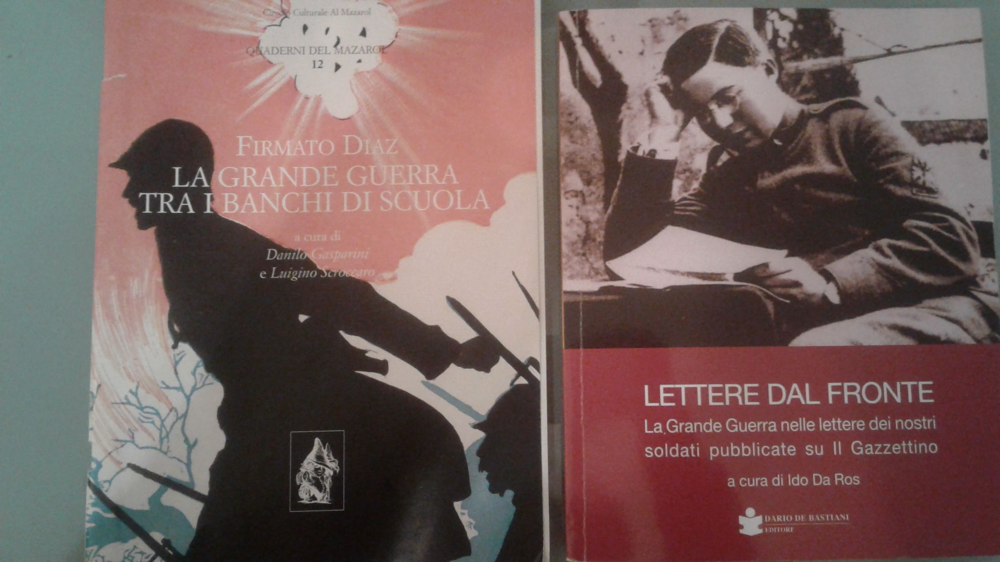 Circolo Culturale Al Mazarol
QUADERNI DEL MAZAROL
12
FIRMATO DIAZ
LA GRANDE GUERRA
TRA I BANCHI DI SCUOLA
a cura di
Danilo Gasparini
e Luigino Scroccaro
LETTERE DAL FRONTE
La Grande Guerra nelle lettere dei nostri
soldati pubblicate su Il Gazzettino
a cura di Ido Da Ros
DARIO DE BASTIANI
EDITORE